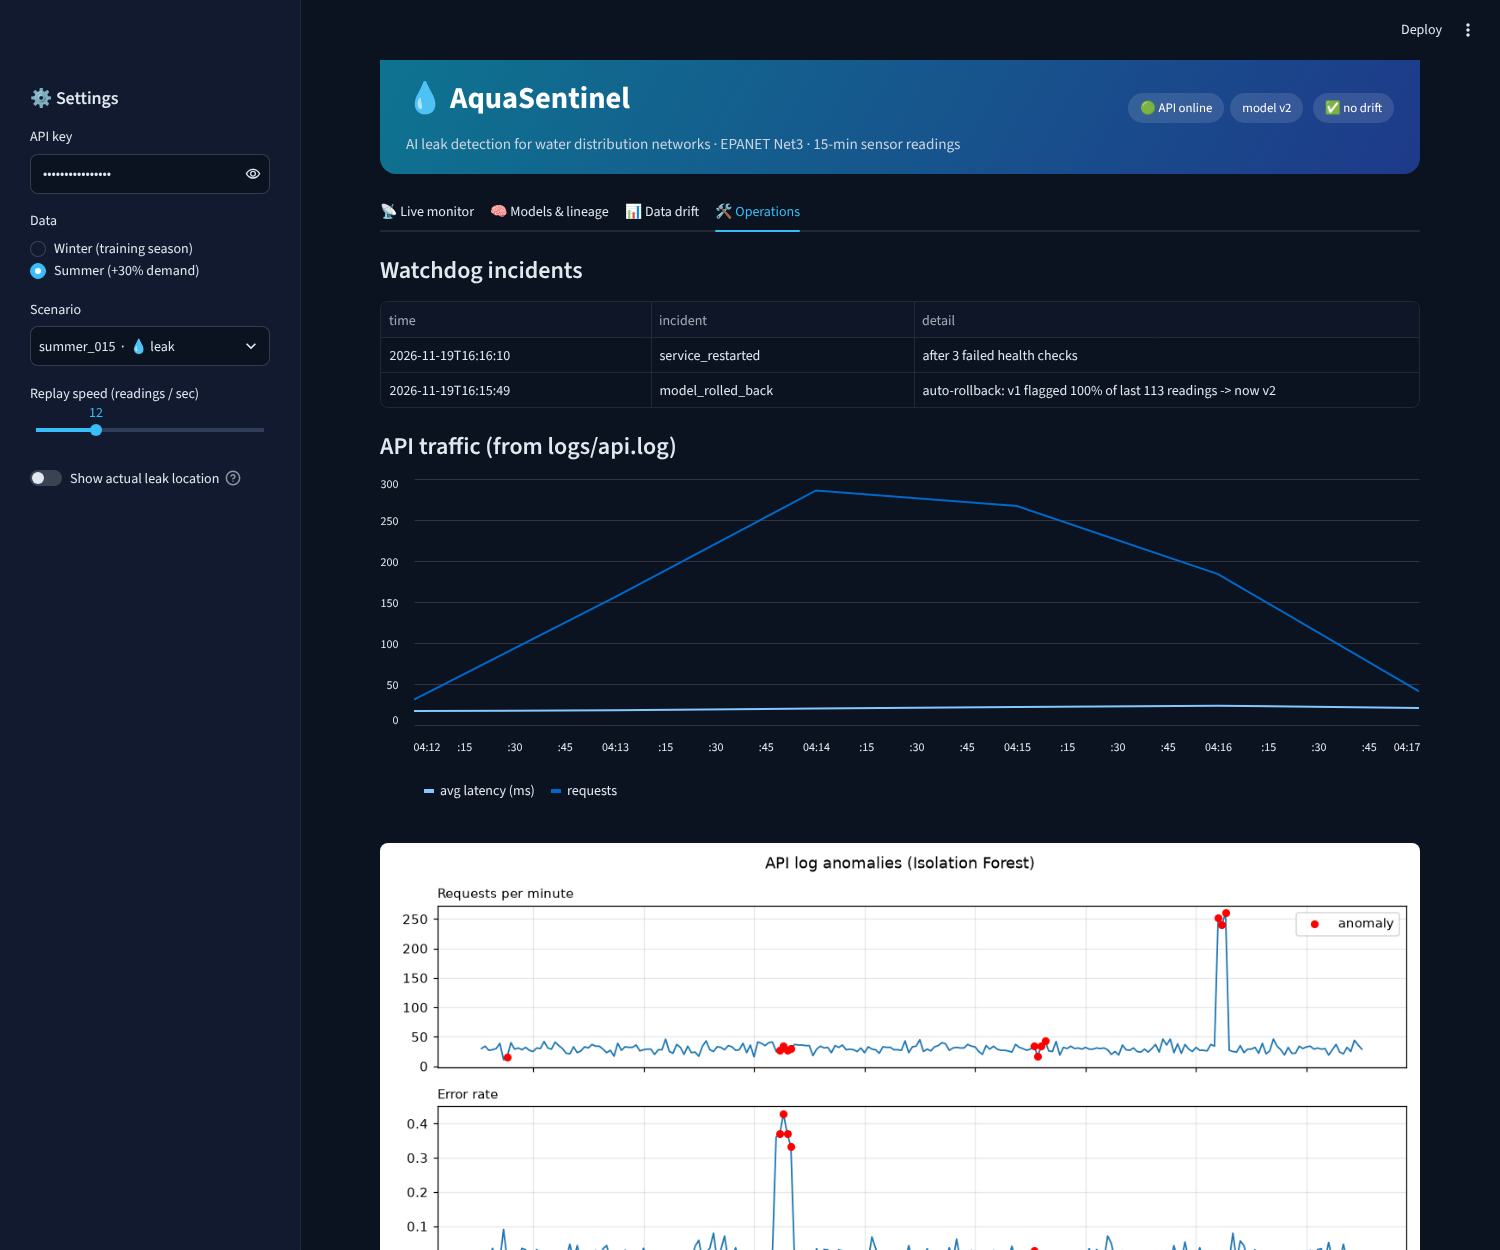 Deploy
⚙️ Settings
API key
••••••••••••••••
Data
Winter (training season)
Summer (+30% demand)
Scenario
summer_015 · 💧 leak
Replay speed (readings / sec)
12
Show actual leak location
💧 AquaSentinel
🟢 API online
model v2
✅ no drift
AI leak detection for water distribution networks · EPANET Net3 · 15-min sensor readings
📡 Live monitor
🧠 Models & lineage
📊 Data drift
🛠️ Operations
Watchdog incidents
time incident detail
2026-11-19T16:16:10 service_restarted after 3 failed health checks
2026-11-19T16:15:49 model_rolled_back auto-rollback: v1 flagged 100% of last 113 readings -> now v2
API traffic (from logs/api.log)
300
250
200
150
100
50
0
04:12 :15 :30 :45 04:13 :15 :30 :45 04:14 :15 :30 :45 04:15 :15 :30 :45 04:16 :15 :30 :45 04:17
avg latency (ms) requests
API log anomalies (Isolation Forest)
Requests per minute
anomaly
250
200
150
100
50
0
Error rate
0.4
0.3
0.2
0.1